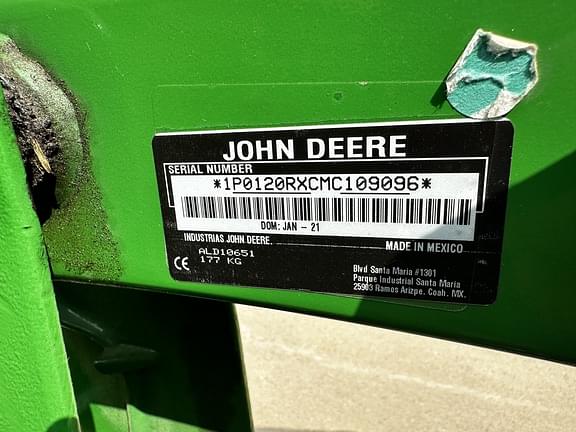 JOHN DEERE
SERIAL NUMBER
*1P0120RXCMC109096*
DOM: JAN - 21
INDUSTRIAS JOHN DEERE.
MADE IN MEXICO
ALD10651
177 KG
CE
Blvd Santa Maria #1301
Parque Industrial Santa Maria
25903 Ramos Arizpe. Coah. MX.